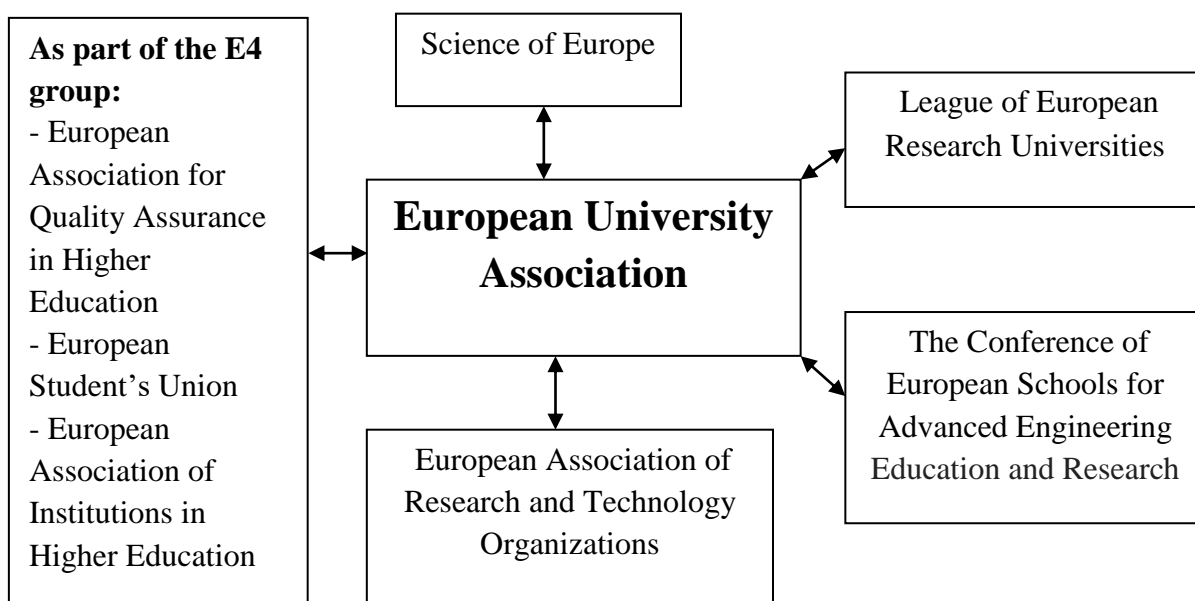 As part of the E4
group:
- European
Association for
Quality Assurance
in Higher
Education
- European
Student’s Union
- European
Association of
Institutions in
Higher Education
Science of Europe
League of European
Research Universities
European University
Association
The Conference of
European Schools for
Advanced Engineering
Education and Research
European Association of
Research and Technology
Organizations